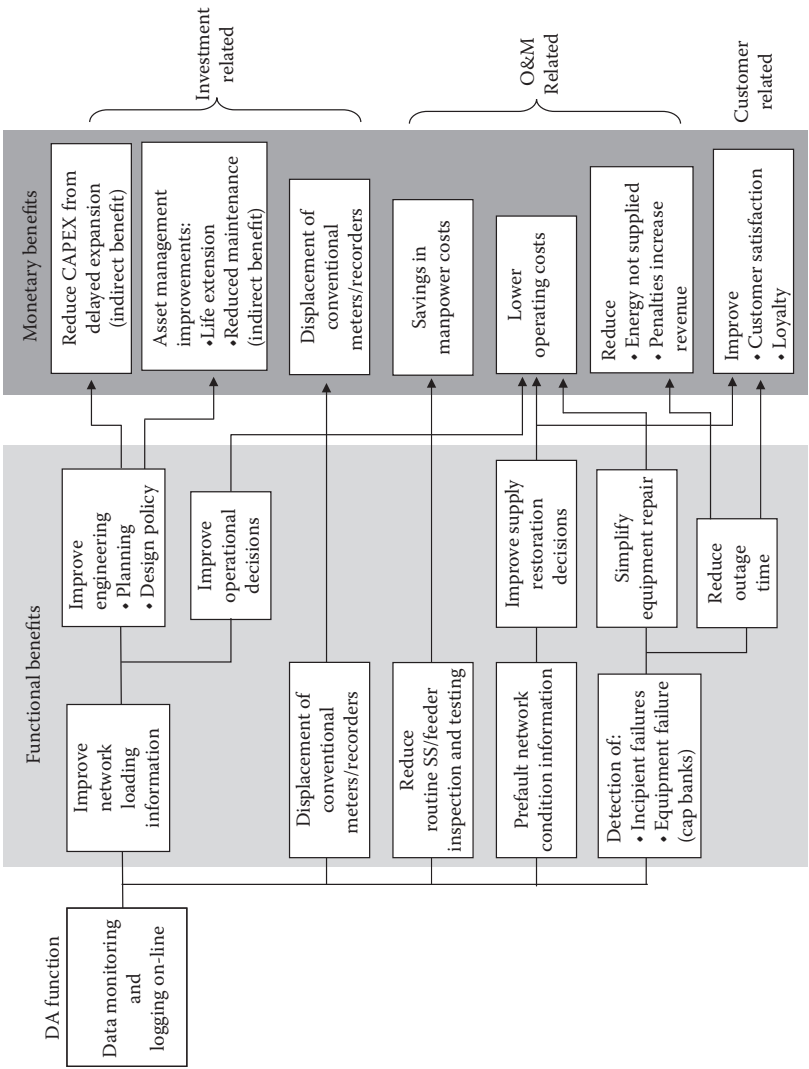 DA function
Data monitoring
and
logging on-line
Functional benefits
Improve
network
loading
information
Displacement of
conventional
meters/recorders
Reduce
routine SS/feeder
inspection and testing
Prefault network
condition information
Detection of:
• Incipient failures
• Equipment failure
(cap banks)
Improve
engineering
• Planning
• Design policy
Improve
operational
decisions
Improve supply
restoration
decisions
Simplify
equipment repair
Reduce
outage
time
Monetary benefits
Reduce CAPEX from
delayed expansion
(indirect benefit)
Asset management
improvements:
•Life extension
•Reduced maintenance
(indirect benefit)
Displacement of
conventional
meters/recorders
Savings in
manpower costs
Lower
operating costs
Reduce
• Energy not supplied
• Penalties increase
revenue
Improve
• Customer satisfaction
• Loyalty
Investment
related
O&M
Related
Customer
related